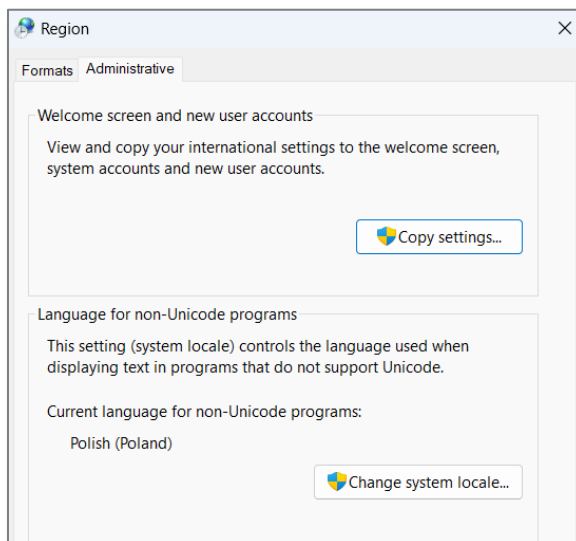 Region
Formats
Administrative
Welcome screen and new user accounts
View and copy your international settings to the welcome screen,
system accounts and new user accounts.
Copy settings...
Language for non-Unicode programs
This setting (system locale) controls the language used when
displaying text in programs that do not support Unicode.
Current language for non-Unicode programs:
Polish (Poland)
Change system locale...